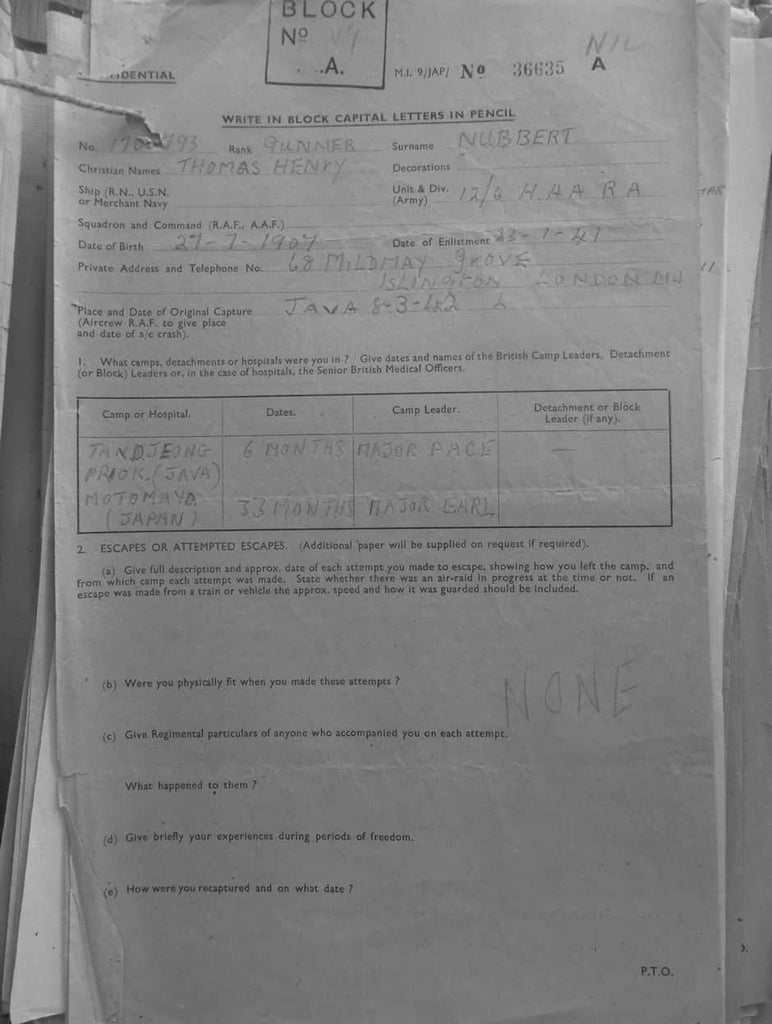 BLOCK
No
.A.
M.I. 9/JAP/ No 36635 A
NIL
DENTIAL
WRITE IN BLOCK CAPITAL LETTERS IN PENCIL
No. Rank GUNNER Surname NUBBERT
Christian Names THOMAS HENRY Decorations
Ship (R.N., U.S.N. or Merchant Navy Unit & Div. (Army) 12/6 H.A A R A
Squadron and Command (R.A.F., A.A.F.)
Date of Birth 27-7-1907 Date of Enlistment 23-1-41
Private Address and Telephone No. 68 MILDMAY GROVE
ISLINGTON LONDON
Place and Date of Original Capture JAVA 8-3-42
(Aircrew R.A.F. to give place
and date of a/c crash).
1. What camps, detachments or hospitals were you in ? Give dates and names of the British Camp Leaders, Detachment
(or Block) Leaders or, in the case of hospitals, the Senior British Medical Officers.
Camp or Hospital. Dates. Camp Leader. Detachment or Block Leader (if any).
TANDJEONG 6 MONTHS MAJOR PACE —
PRIOK. (JAVA)
MOTOMAYA 33 MONTHS MAJOR EARL
(JAPAN)
2. ESCAPES OR ATTEMPTED ESCAPES. (Additional paper will be supplied on request if required).
(a) Give full description and approx. date of each attempt you made to escape, showing how you left the camp, and
from which camp each attempt was made. State whether there was an air-raid in progress at the time or not. If an
escape was made from a train or vehicle the approx. speed and how it was guarded should be included.
(b) Were you physically fit when you made these attempts ?
NONE
(c) Give Regimental particulars of anyone who accompanied you on each attempt.
What happened to them ?
(d) Give briefly your experiences during periods of freedom.
(e) How were you recaptured and on what date ?
P.T.O.